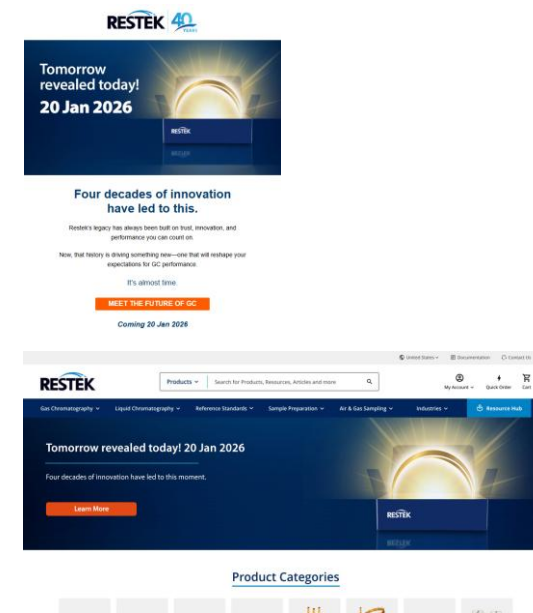 RESTEK 40
YEARS
Tomorrow
revealed today!
20 Jan 2026
RESTEK
Four decades of innovation
have led to this.
Restek's legacy has always been built on trust, innovation, and
performance you can count on.
Now, that history is driving something new—one that will reshape your
expectations for GC performance.
It's almost time.
MEET THE FUTURE OF GC
Coming 20 Jan 2026
United States Documentation Contact Us
RESTEK Products Search for Products, Resources, Articles and more My Account Quick Order Cart
Gas Chromatography Liquid Chromatography Reference Standards Sample Preparation Air & Gas Sampling Industries Resource Hub
Tomorrow revealed today! 20 Jan 2026
Four decades of innovation have led to this moment.
Learn More
RESTEK
Product Categories